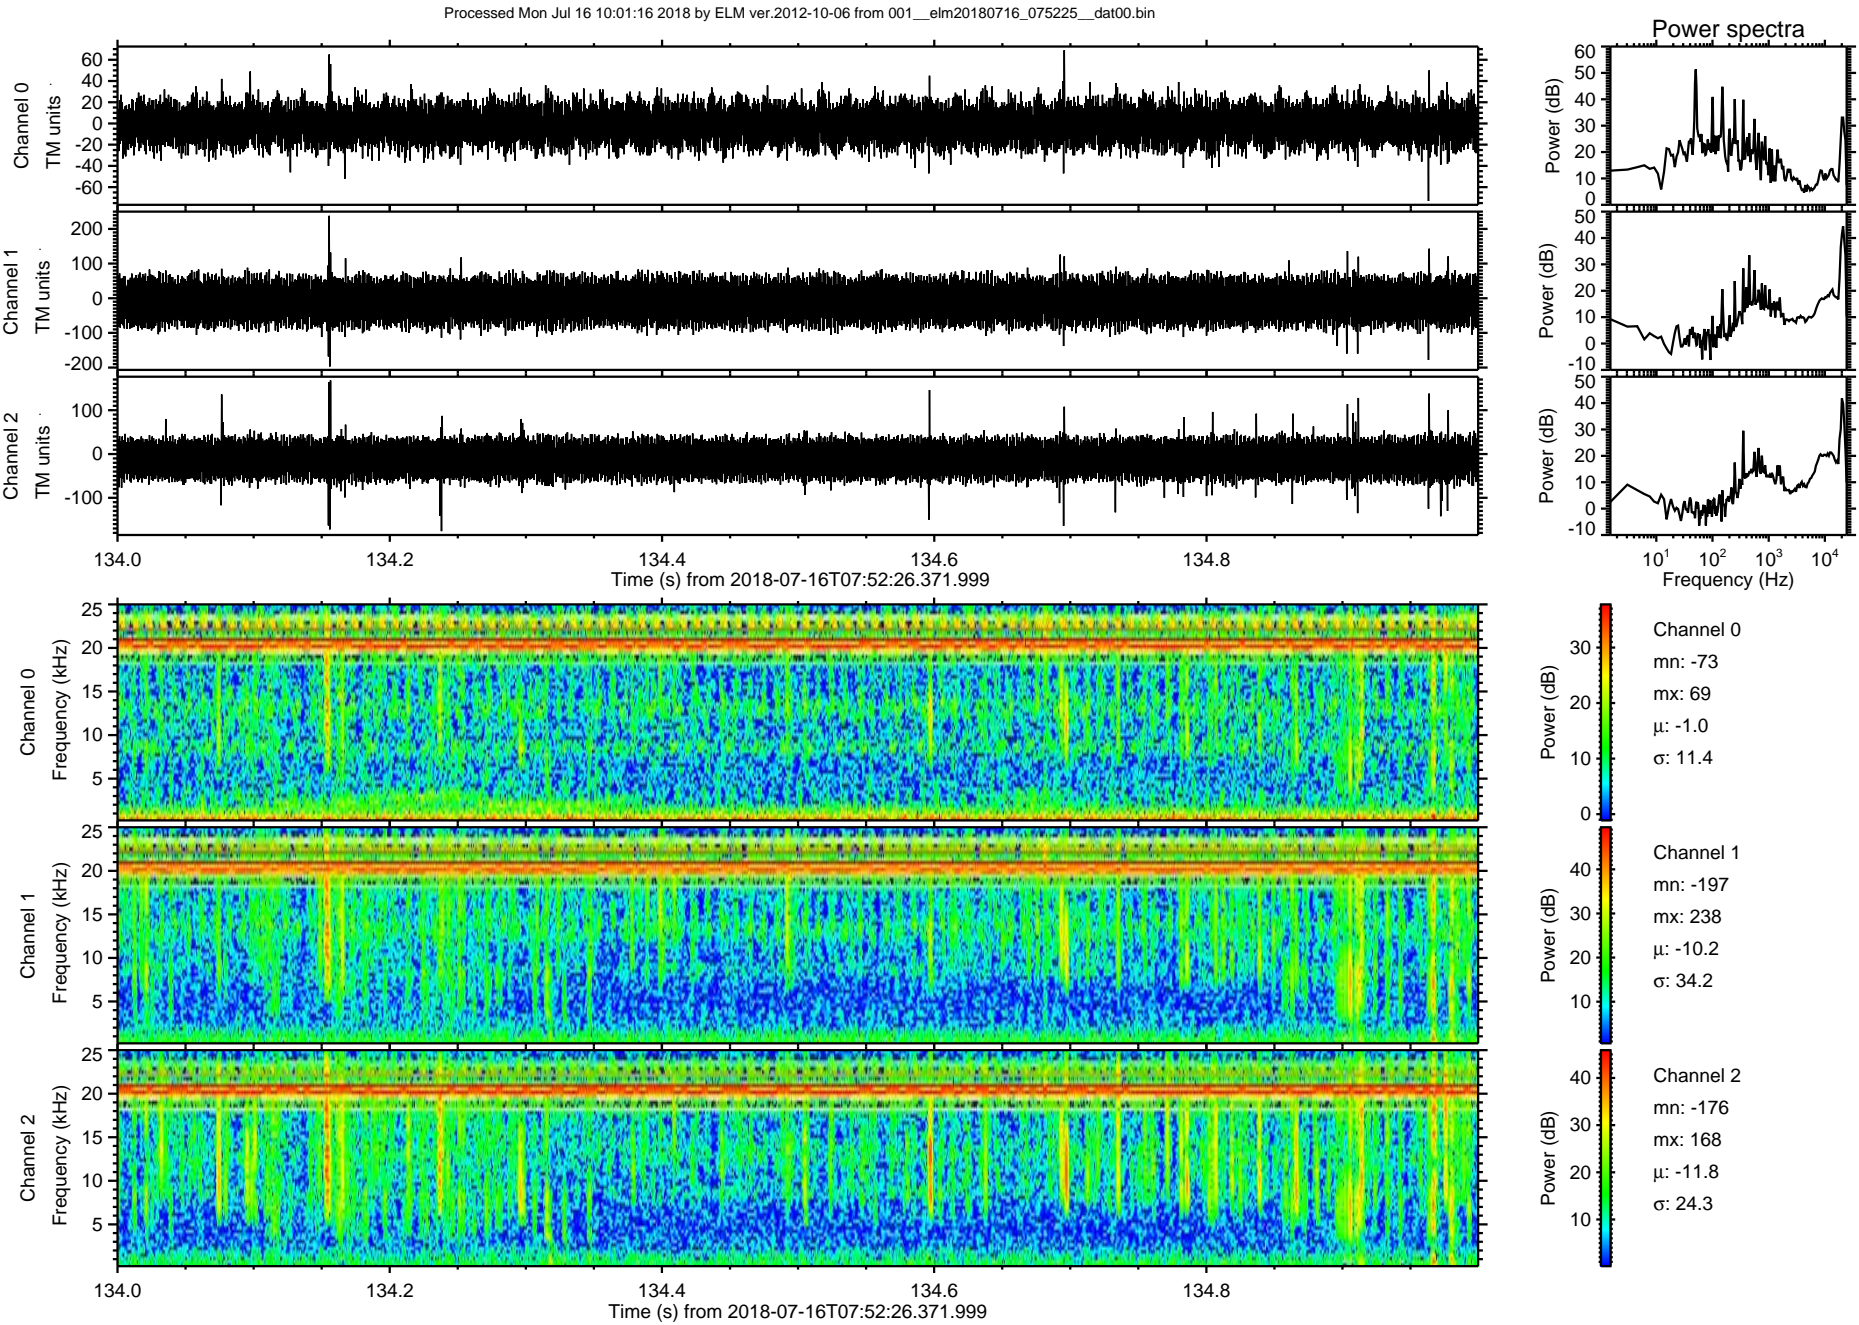 Processed Mon Jul 16 10:01:16 2018 by ELM ver.2012-10-06 from 001__elm20180716_075225__dat00.bin
Power spectra
Channel 0
TM units
60
40
20
0
-20
-40
-60
Power (dB)
60
50
40
30
20
10
0
Channel 1
TM units
200
100
0
-100
-200
Power (dB)
50
40
30
20
10
0
-10
Channel 2
TM units
100
0
-100
Power (dB)
50
40
30
20
10
0
-10
134.0 134.2 134.4 134.6 134.8
Time (s) from 2018-07-16T07:52:26.371.999
10¹ 10² 10³ 10⁴
Frequency (Hz)
Channel 0
Frequency (kHz)
25
20
15
10
5
Power (dB)
30
20
10
0
Channel 0
mn: -73
mx: 69
μ: -1.0
σ: 11.4
Channel 1
Frequency (kHz)
25
20
15
10
5
Power (dB)
40
30
20
10
Channel 1
mn: -197
mx: 238
μ: -10.2
σ: 34.2
Channel 2
Frequency (kHz)
25
20
15
10
5
Power (dB)
40
30
20
10
Channel 2
mn: -176
mx: 168
μ: -11.8
σ: 24.3
134.0 134.2 134.4 134.6 134.8
Time (s) from 2018-07-16T07:52:26.371.999